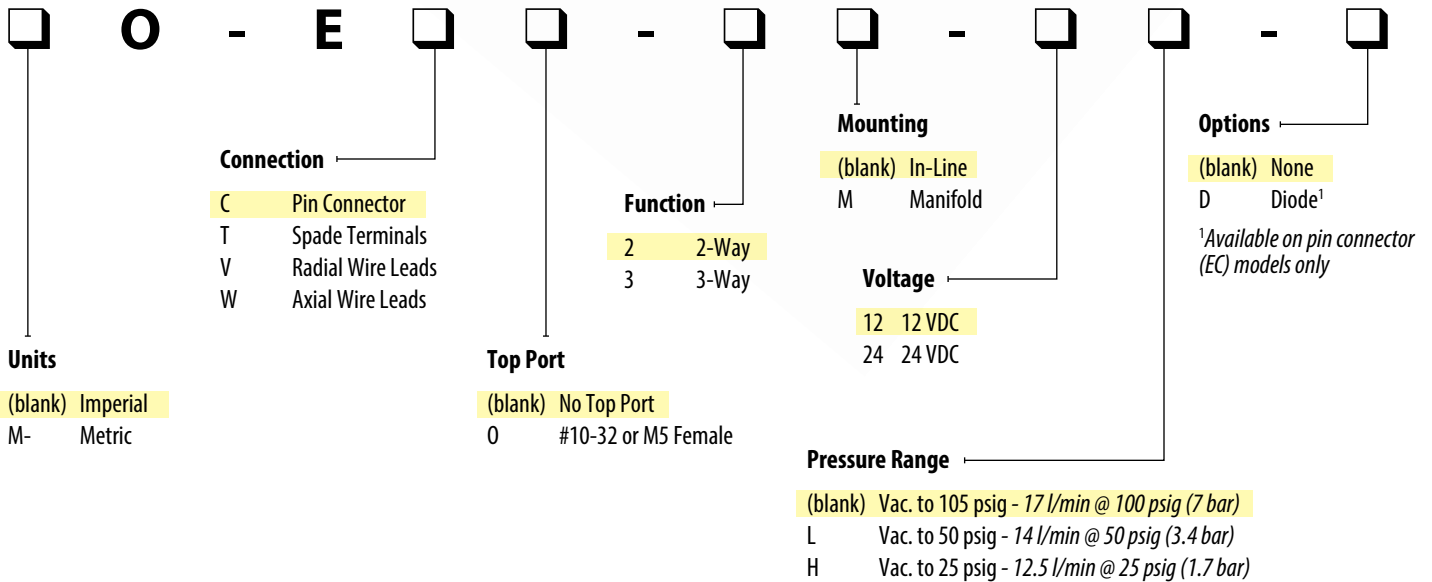 O - E - - -
Connection
C Pin Connector
T Spade Terminals
V Radial Wire Leads
W Axial Wire Leads
Units
(blank) Imperial
M- Metric
Top Port
(blank) No Top Port
O #10-32 or M5 Female
Function
2 2-Way
3 3-Way
Mounting
(blank) In-Line
M Manifold
Voltage
12 12 VDC
24 24 VDC
Pressure Range
(blank) Vac. to 105 psig - 17 l/min @ 100 psig (7 bar)
L Vac. to 50 psig - 14 l/min @ 50 psig (3.4 bar)
H Vac. to 25 psig - 12.5 l/min @ 25 psig (1.7 bar)
Options
(blank) None
D Diode¹
¹Available on pin connector
(EC) models only